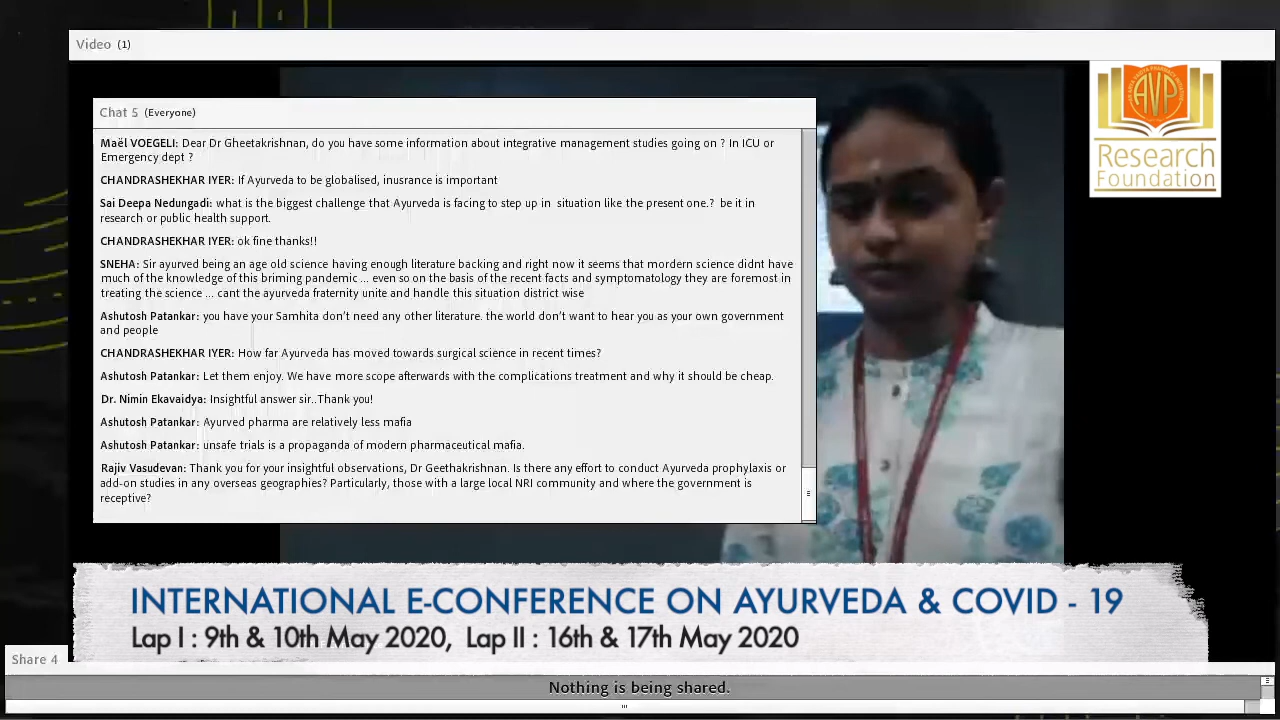 Video (1)
Chat 5 (Everyone)
Maël VOEGELI: Dear Dr Gheetakrishnan, do you have some information about integrative management studies going on ? In ICU or
Emergency dept ?
CHANDRASHEKHAR IYER: If Ayurveda to be globalised, inusrance is important
Sai Deepa Nedungadi: what is the biggest challenge that Ayurveda is facing to step up in situation like the present one.? be it in
research or public health support.
CHANDRASHEKHAR IYER: ok fine thanks!!
SNEHA: Sir ayurved being an age old science having enough literature backing and right now it seems that mordern science didnt have
much of the knowledge of this briming pandemic ... even so on the basis of the recent facts and symptomatology they are foremost in
treating the science ... cant the ayurveda fraternity unite and handle this situation district wise
Ashutosh Patankar: you have your Samhita don't need any other literature. the world don't want to hear you as your own government
and people
CHANDRASHEKHAR IYER: How far Ayurveda has moved towards surgical science in recent times?
Ashutosh Patankar: Let them enjoy. We have more scope afterwards with the complications treatment and why it should be cheap.
Dr. Nimin Ekavaidya: Insightful answer sir..Thank you!
Ashutosh Patankar: Ayurved pharma are relatively less mafia
Ashutosh Patankar: unsafe trials is a propaganda of modern pharmaceutical mafia.
Rajiv Vasudevan: Thank you for your insightful observations, Dr Geethakrishnan. Is there any effort to conduct Ayurveda prophylaxis or
add-on studies in any overseas geographies? Particularly, those with a large local NRI community and where the government is
receptive?
AVP
Research
Foundation
INTERNATIONAL E-CONFERENCE ON AYURVEDA & COVID - 19
Lap I : 9th & 10th May 2020, Lap II : 16th & 17th May 2020
Share 4
Nothing is being shared.